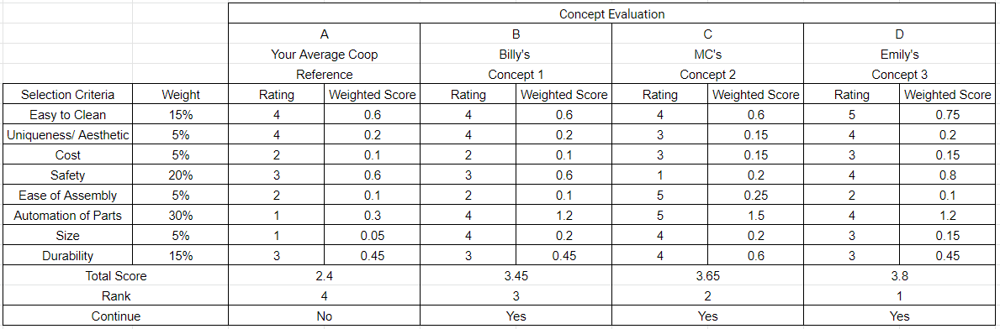 Concept Evaluation
A B C D
Your Average Coop Billy's MC's Emily's
Reference Concept 1 Concept 2 Concept 3
Selection Criteria Weight Rating Weighted Score Rating Weighted Score Rating Weighted Score Rating Weighted Score
Easy to Clean 15% 4 0.6 4 0.6 4 0.6 5 0.75
Uniqueness/ Aesthetic 5% 4 0.2 4 0.2 3 0.15 4 0.2
Cost 5% 2 0.1 2 0.1 3 0.15 3 0.15
Safety 20% 3 0.6 3 0.6 1 0.2 4 0.8
Ease of Assembly 5% 2 0.1 2 0.1 5 0.25 2 0.1
Automation of Parts 30% 1 0.3 4 1.2 5 1.5 4 1.2
Size 5% 1 0.05 4 0.2 4 0.2 3 0.15
Durability 15% 3 0.45 3 0.45 4 0.6 3 0.45
Total Score 2.4 3.45 3.65 3.8
Rank 4 3 2 1
Continue No Yes Yes Yes